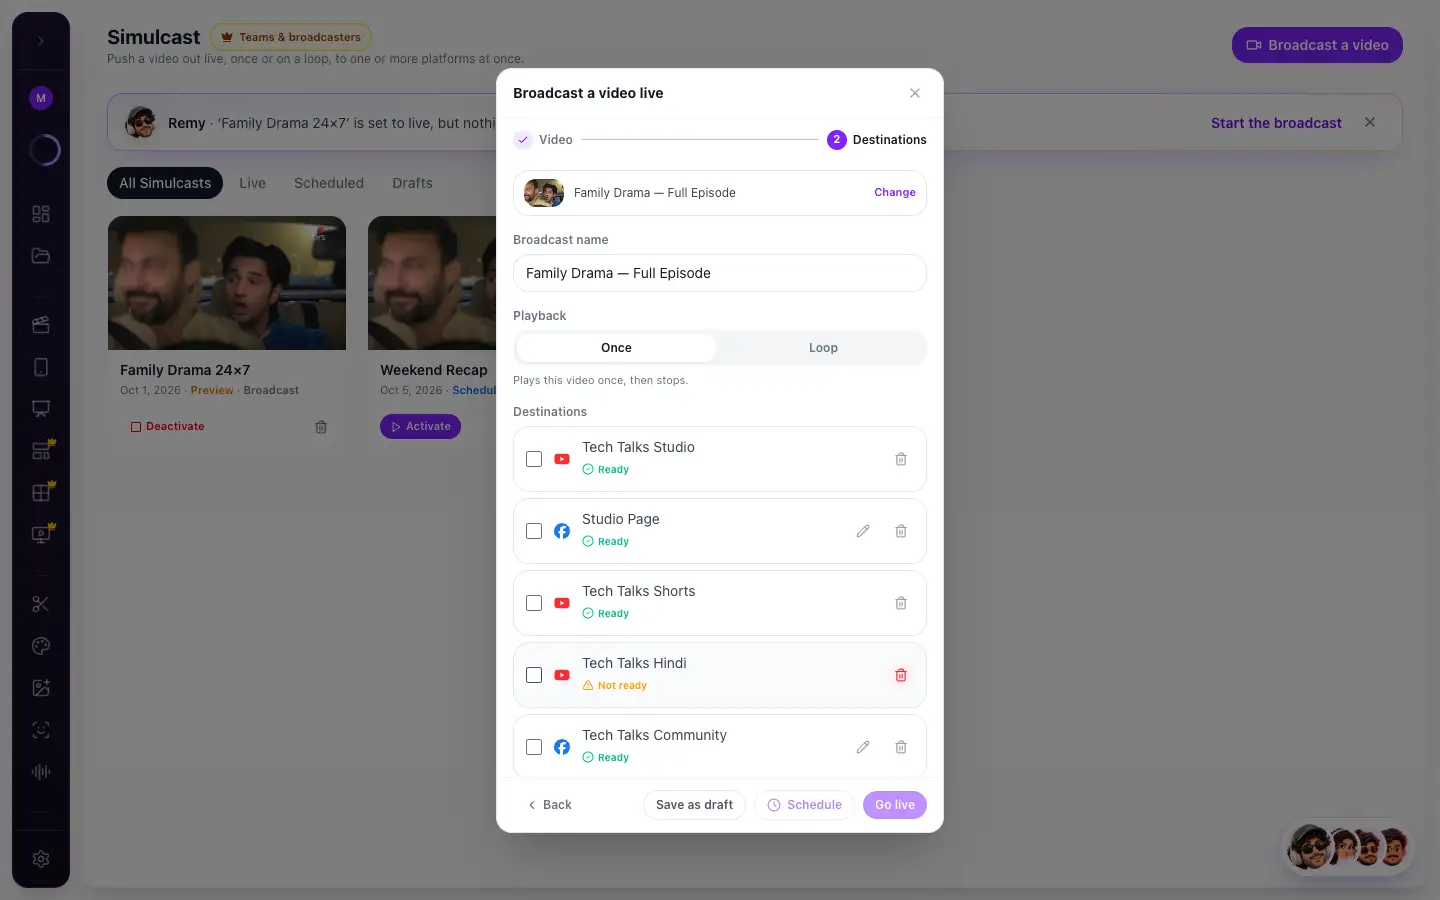 Simulcast
Teams & broadcasters
Push a video out live, once or on a loop, to one or more platforms at once.
Broadcast a video
M
Remy · ‘Family Drama 24×7’ is set to live, but nothi
Start the broadcast
All Simulcasts
Live
Scheduled
Drafts
Family Drama 24×7
Oct 1, 2026 · Preview · Broadcast
Deactivate
Weekend Recap
Oct 5, 2026 · Schedul
Activate
Broadcast a video live
Video
2 Destinations
Family Drama — Full Episode
Change
Broadcast name
Family Drama — Full Episode
Playback
Once
Loop
Plays this video once, then stops.
Destinations
Tech Talks Studio
Ready
Studio Page
Ready
Tech Talks Shorts
Ready
Tech Talks Hindi
Not ready
Tech Talks Community
Ready
Back
Save as draft
Schedule
Go live